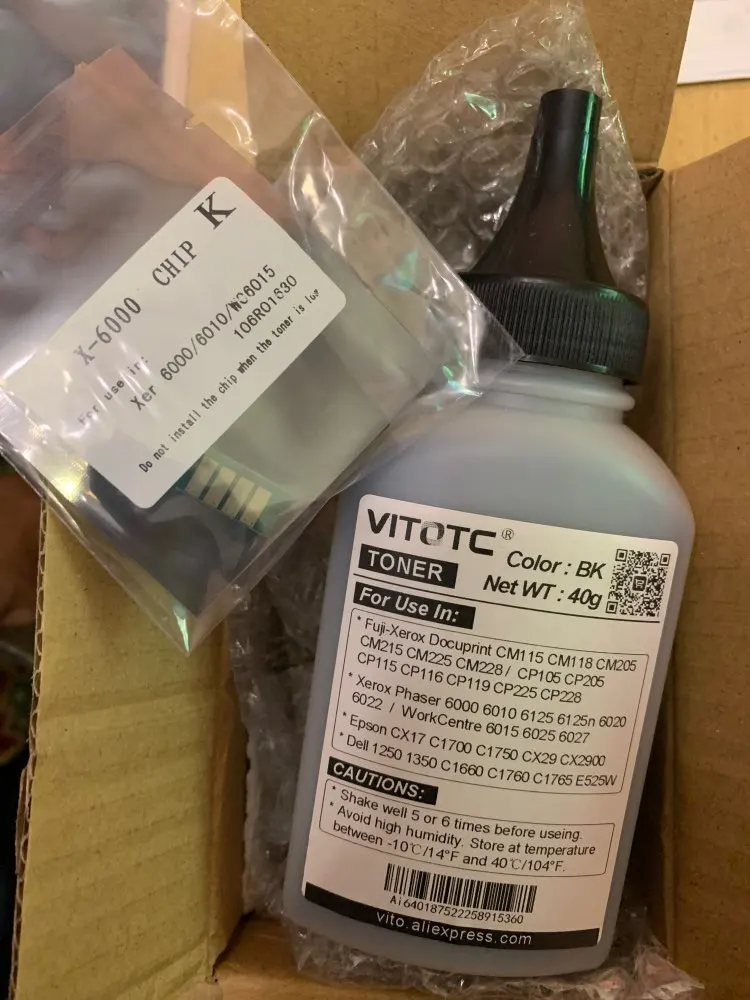 X-6000 CHIP K
For use in:
Xer 6000/6010/WC6015
106R01630
Do not install the chip when the toner is low
VITOTC®
TONER
Color : BK
Net WT : 40g
For Use In:
* Fuji-Xerox Docuprint CM115 CM118 CM205
CM215 CM225 CM228 / CP105 CP205
CP115 CP116 CP119 CP225 CP228
* Xerox Phaser 6000 6010 6125 6125n 6020
6022 / WorkCentre 6015 6025 6027
* Epson CX17 C1700 C1750 CX29 CX2900
* Dell 1250 1350 C1660 C1760 C1765 E525W
CAUTIONS:
* Shake well 5 or 6 times before useing.
* Avoid high humidity. Store at temperature
between -10℃/14°F and 40℃/104°F.
Ai640187522258915360
vito.aliexpress.com